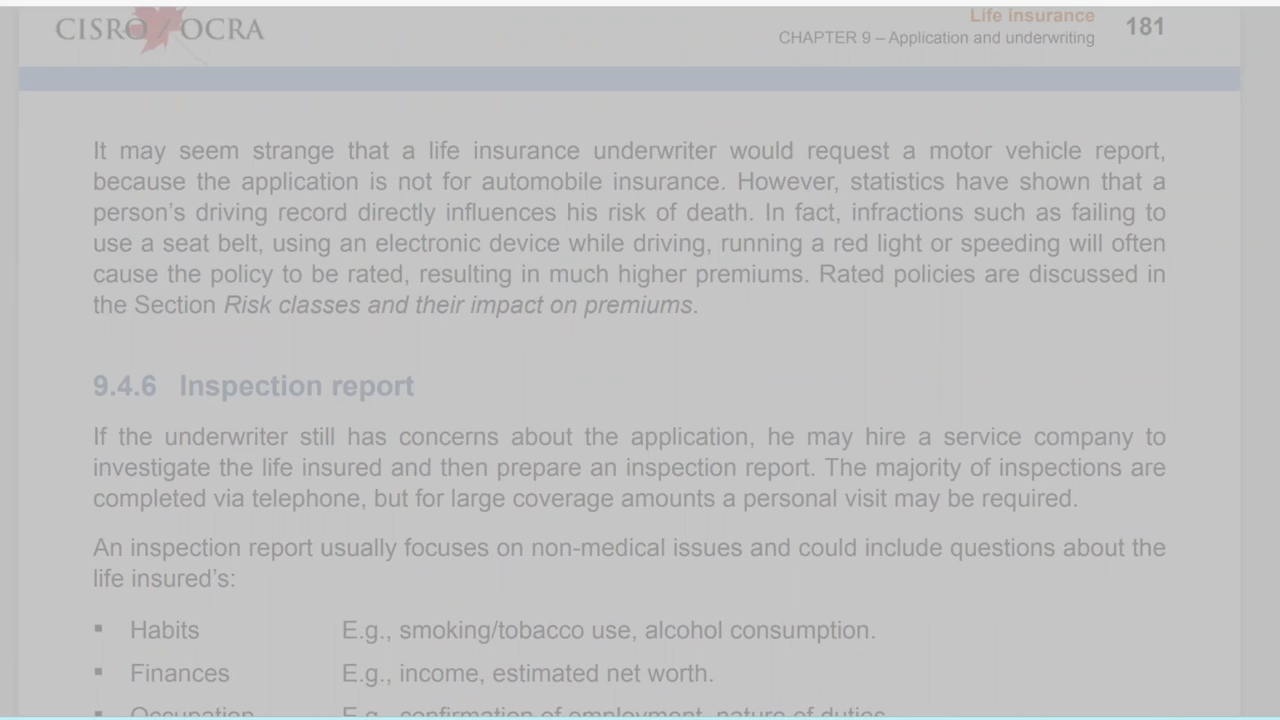 CISRO / OCRA
Life insurance
181
CHAPTER 9 – Application and underwriting
It may seem strange that a life insurance underwriter would request a motor vehicle report,
because the application is not for automobile insurance. However, statistics have shown that a
person’s driving record directly influences his risk of death. In fact, infractions such as failing to
use a seat belt, using an electronic device while driving, running a red light or speeding will often
cause the policy to be rated, resulting in much higher premiums. Rated policies are discussed in
the Section Risk classes and their impact on premiums.
9.4.6 Inspection report
If the underwriter still has concerns about the application, he may hire a service company to
investigate the life insured and then prepare an inspection report. The majority of inspections are
completed via telephone, but for large coverage amounts a personal visit may be required.
An inspection report usually focuses on non-medical issues and could include questions about the
life insured’s:
▪ Habits E.g., smoking/tobacco use, alcohol consumption.
▪ Finances E.g., income, estimated net worth.
▪ Occupation E.g., confirmation of employment, nature of duties.